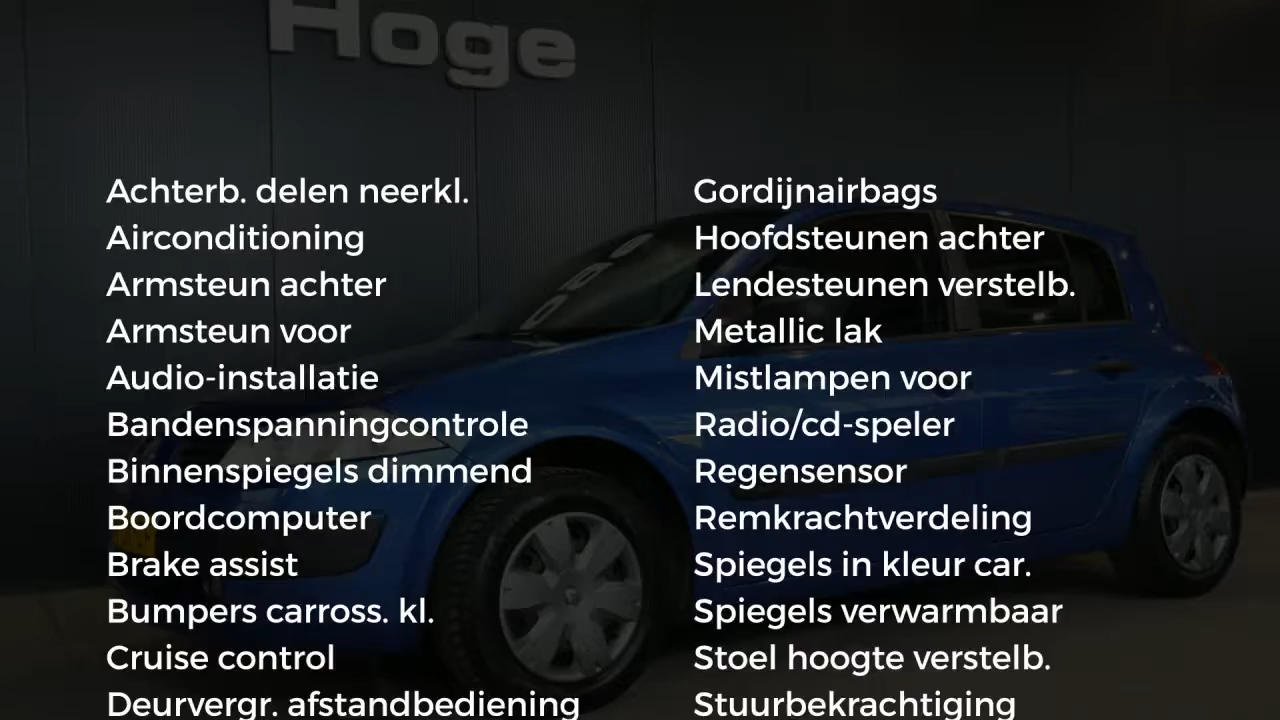 Hoge
Achterb. delen neerkl.
Airconditioning
Armsteun achter
Armsteun voor
Audio-installatie
Bandenspanningcontrole
Binnenspiegels dimmend
Boordcomputer
Brake assist
Bumpers carross. kl.
Cruise control
Deurvergr. afstandbediening
Gordijnairbags
Hoofdsteunen achter
Lendesteunen verstelb.
Metallic lak
Mistlampen voor
Radio/cd-speler
Regensensor
Remkrachtverdeling
Spiegels in kleur car.
Spiegels verwarmbaar
Stoel hoogte verstelb.
Stuurbekrachtiging